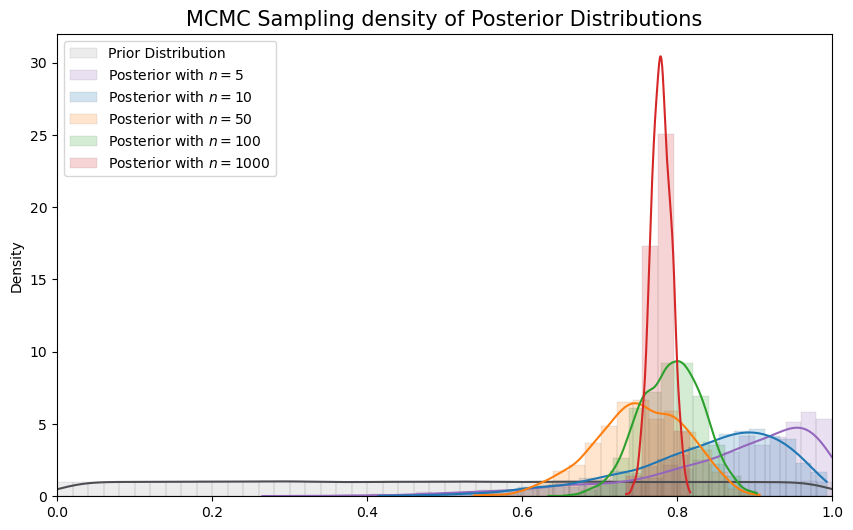 MCMC Sampling density of Posterior Distributions
Prior Distribution
Posterior with n = 5
Posterior with n = 10
Posterior with n = 50
Posterior with n = 100
Posterior with n = 1000
Density
30
25
20
15
10
5
0
0.0 0.2 0.4 0.6 0.8 1.0